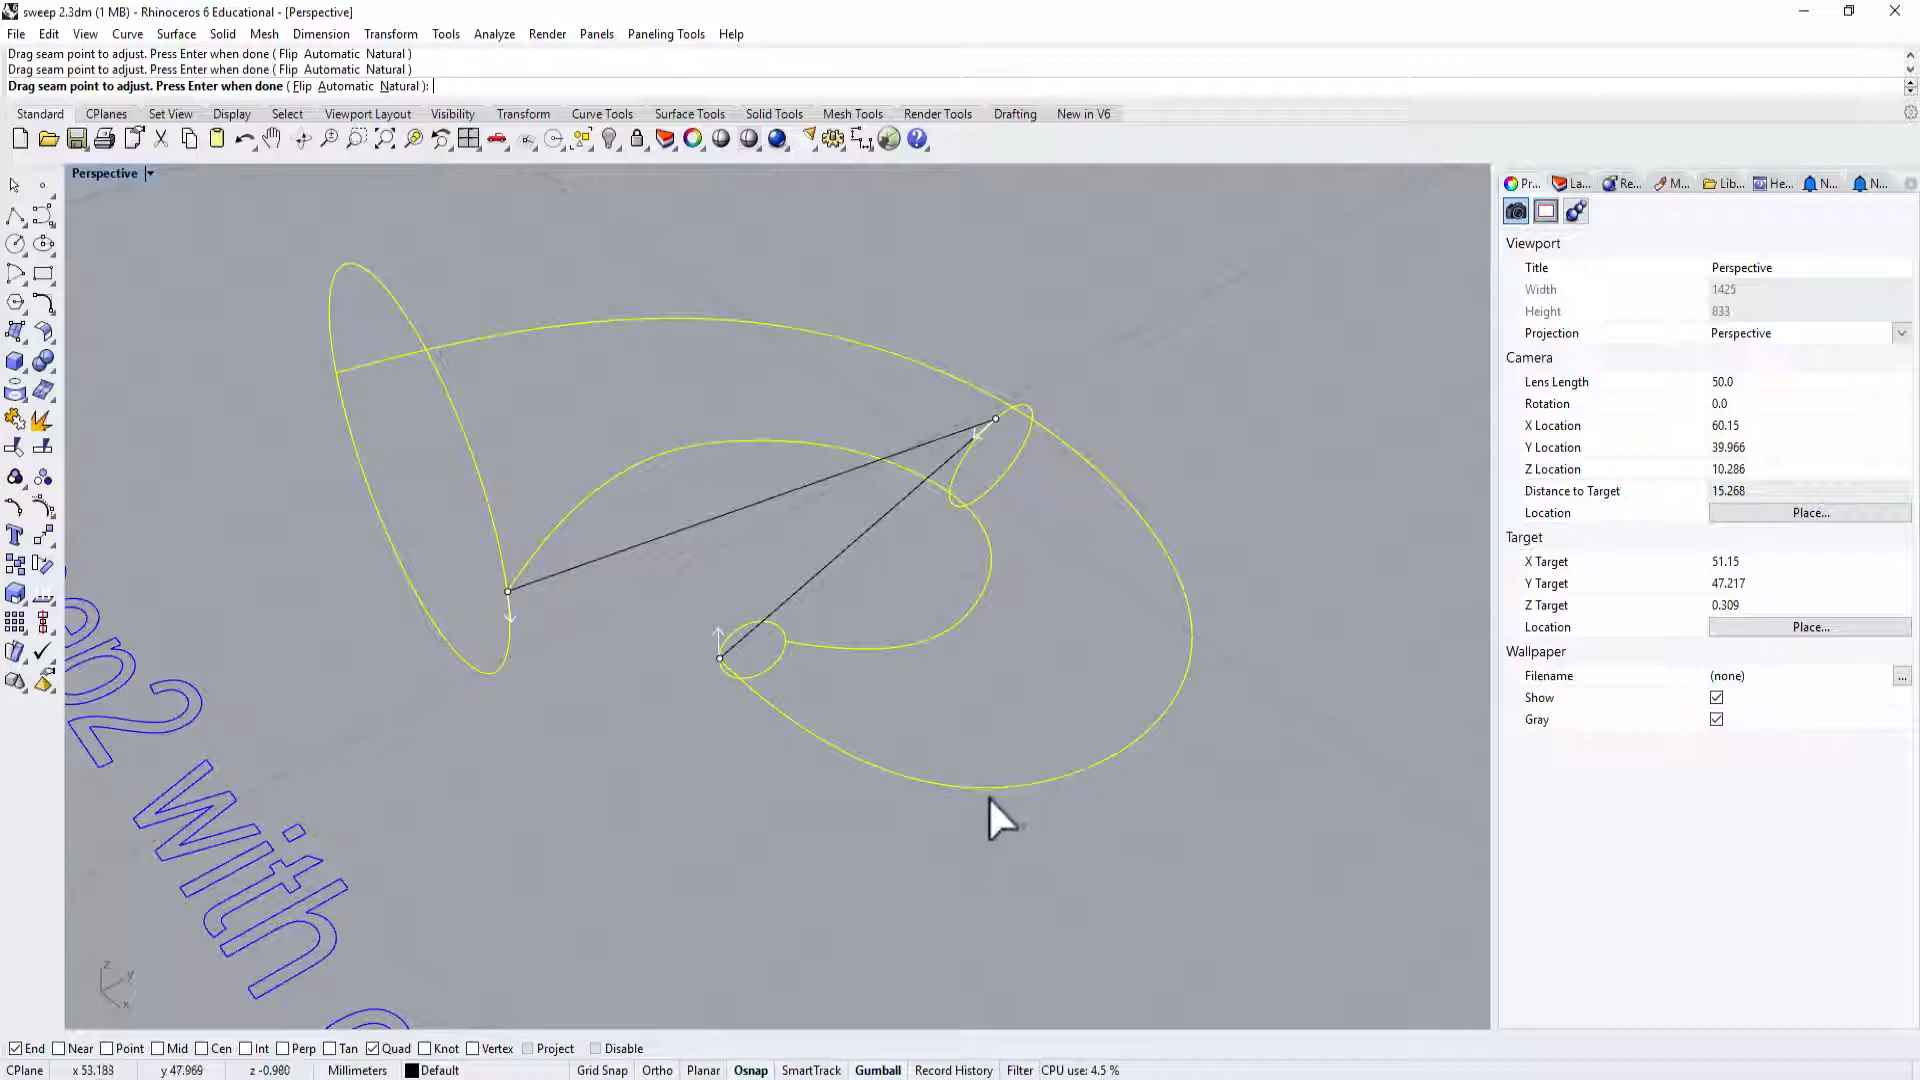 sweep 2.3dm (1 MB) - Rhinoceros 6 Educational - [Perspective]
File Edit View Curve Surface Solid Mesh Dimension Transform Tools Analyze Render Panels Paneling Tools Help
Drag seam point to adjust. Press Enter when done ( Flip Automatic Natural )
Drag seam point to adjust. Press Enter when done ( Flip Automatic Natural )
Drag seam point to adjust. Press Enter when done ( Flip Automatic Natural ):
Standard CPlanes Set View Display Select Viewport Layout Visibility Transform Curve Tools Surface Tools Solid Tools Mesh Tools Render Tools Drafting New in V6
Perspective
Pr... La... Re... M... Lib... He... N... N...
Viewport
Title Perspective
Width 1425
Height 833
Projection Perspective
Camera
Lens Length 50.0
Rotation 0.0
X Location 60.15
Y Location 39.966
Z Location 10.286
Distance to Target 15.268
Location Place...
Target
X Target 51.15
Y Target 47.217
Z Target 0.309
Location Place...
Wallpaper
Filename (none) ...
Show
Gray
p2 with
z y x
End Near Point Mid Cen Int Perp Tan Quad Knot Vertex Project Disable
CPlane x 53.183 y 47.969 z -0.980 Millimeters Default Grid Snap Ortho Planar Osnap SmartTrack Gumball Record History Filter CPU use: 4.5 %